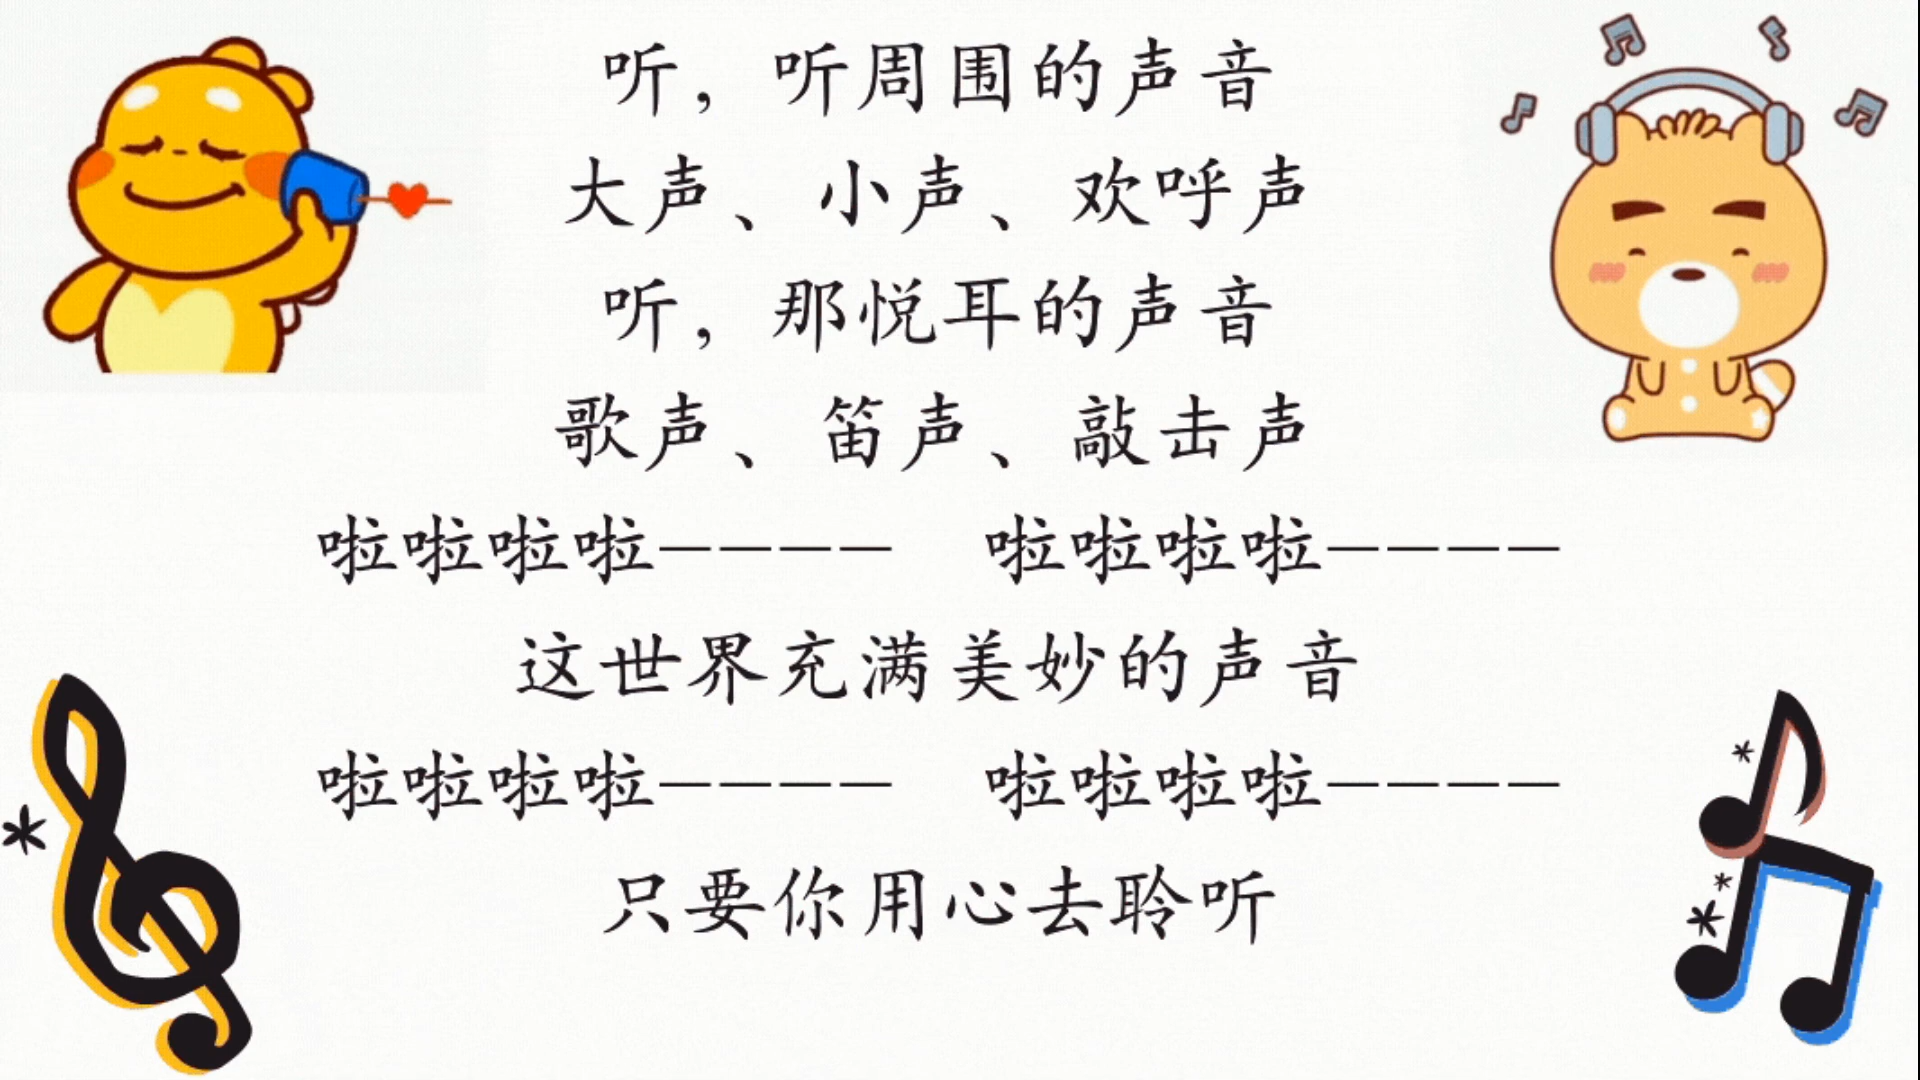 听，听周围的声音
大声、小声、欢呼声
听，那悦耳的声音
歌声、笛声、敲击声
啦啦啦啦———— 啦啦啦啦————
这世界充满美妙的声音
啦啦啦啦———— 啦啦啦啦————
只要你用心去聆听